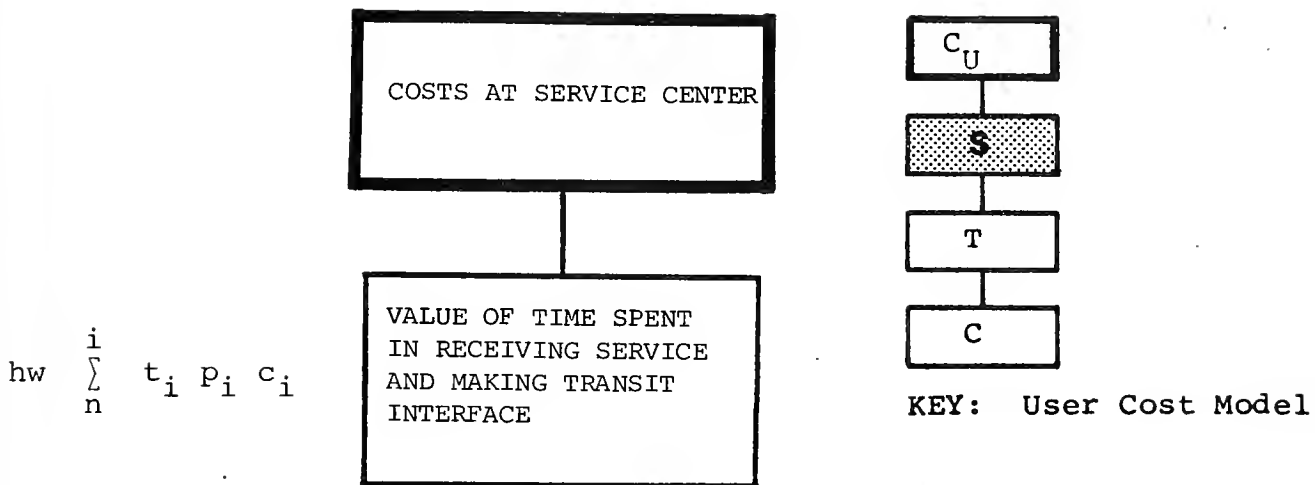 COSTS AT SERVICE CENTER
VALUE OF TIME SPENT
IN RECEIVING SERVICE
AND MAKING TRANSIT
INTERFACE
i
hw ∑ t_i p_i c_i
n
C_U
S
T
C
KEY: User Cost Model